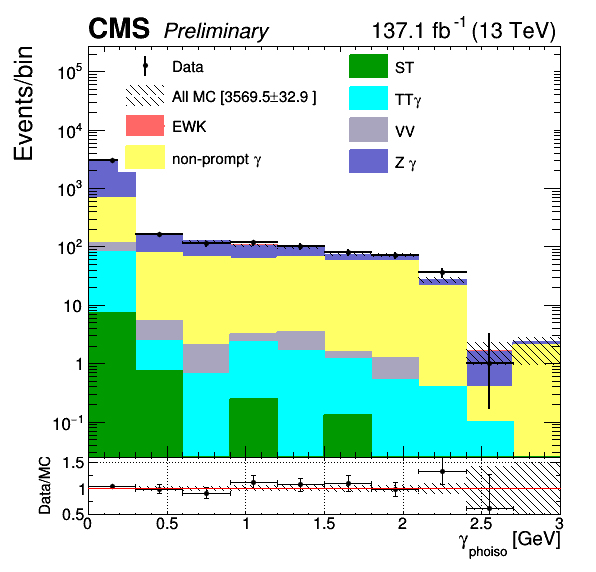 CMS Preliminary 137.1 fb⁻¹ (13 TeV)
Events/bin
10⁵
10⁴
10³
10²
10
1
10⁻¹
Data
All MC [3569.5±32.9 ]
EWK
non-prompt γ
ST
TTγ
VV
Z γ
Data/MC
1.5
1
0.5
0 0.5 1 1.5 2 2.5 3
γphoiso [GeV]